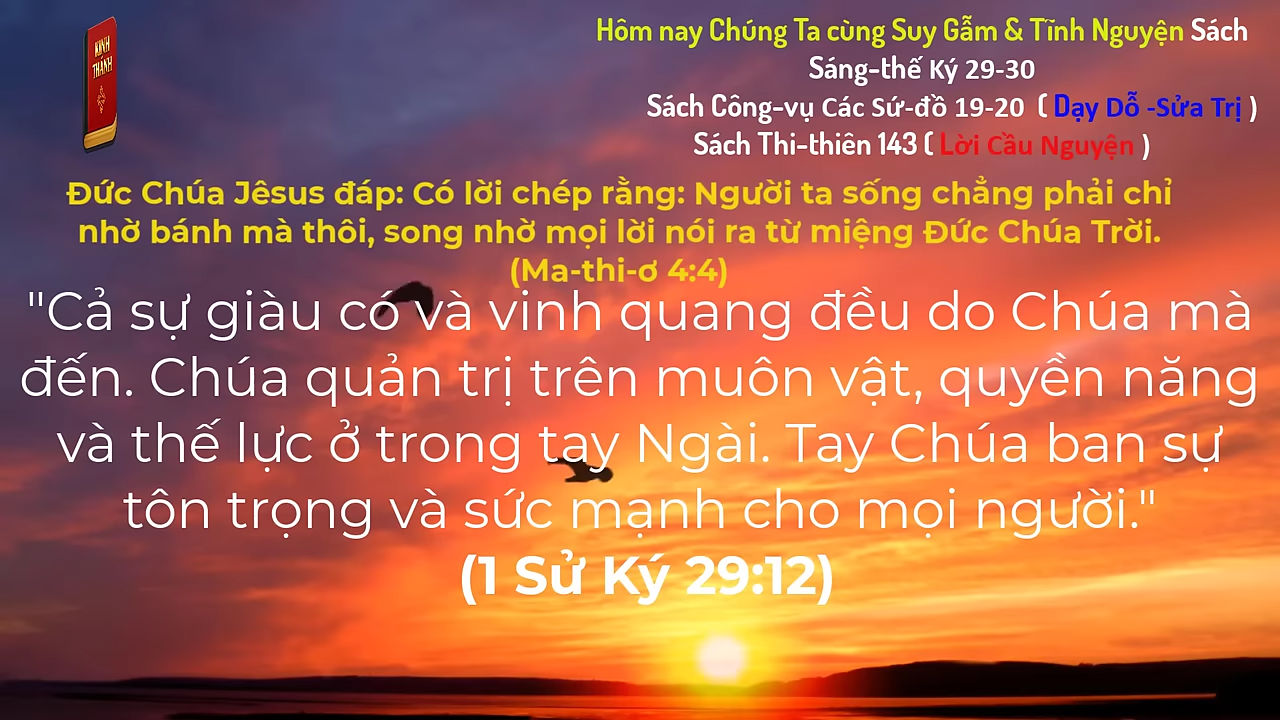 KINH
THÁNH
Hôm nay Chúng Ta cùng Suy Gẫm & Tĩnh Nguyện Sách
Sáng-thế Ký 29-30
Sách Công-vụ Các Sứ-đồ 19-20 ( Dạy Dỗ -Sửa Trị )
Sách Thi-thiên 143 ( Lời Cầu Nguyện )
Đức Chúa Jêsus đáp: Có lời chép rằng: Người ta sống chẳng phải chỉ
nhờ bánh mà thôi, song nhờ mọi lời nói ra từ miệng Đức Chúa Trời.
(Ma-thi-ơ 4:4)
"Cả sự giàu có và vinh quang đều do Chúa mà
đến. Chúa quản trị trên muôn vật, quyền năng
và thế lực ở trong tay Ngài. Tay Chúa ban sự
tôn trọng và sức mạnh cho mọi người."
(1 Sử Ký 29:12)